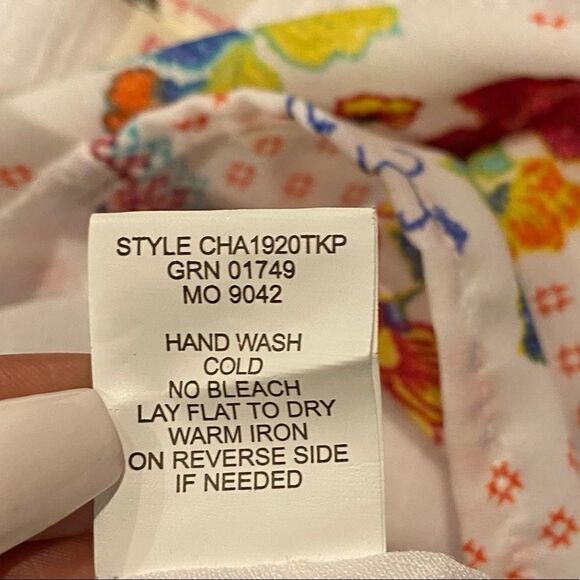 STYLE CHA1920TKP
GRN 01749
MO 9042
HAND WASH
COLD
NO BLEACH
LAY FLAT TO DRY
WARM IRON
ON REVERSE SIDE
IF NEEDED